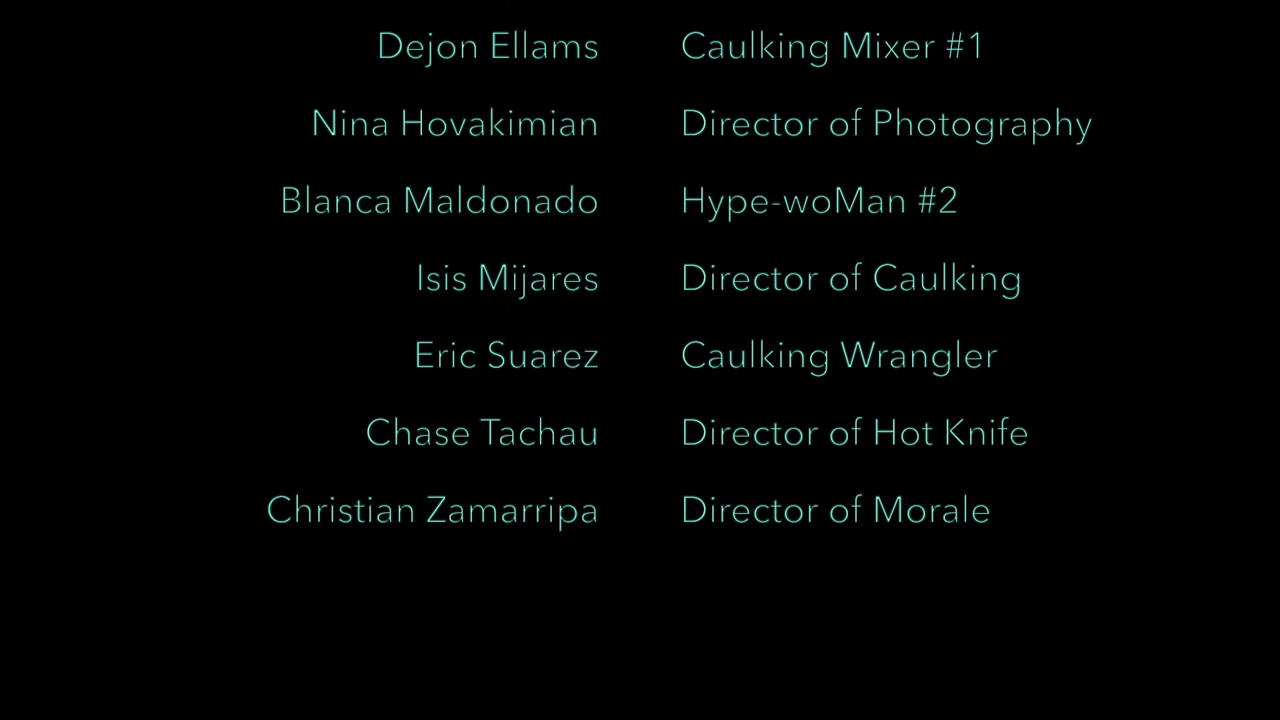 Dejon Ellams Caulking Mixer #1
Nina Hovakimian Director of Photography
Blanca Maldonado Hype-woMan #2
Isis Mijares Director of Caulking
Eric Suarez Caulking Wrangler
Chase Tachau Director of Hot Knife
Christian Zamarripa Director of Morale